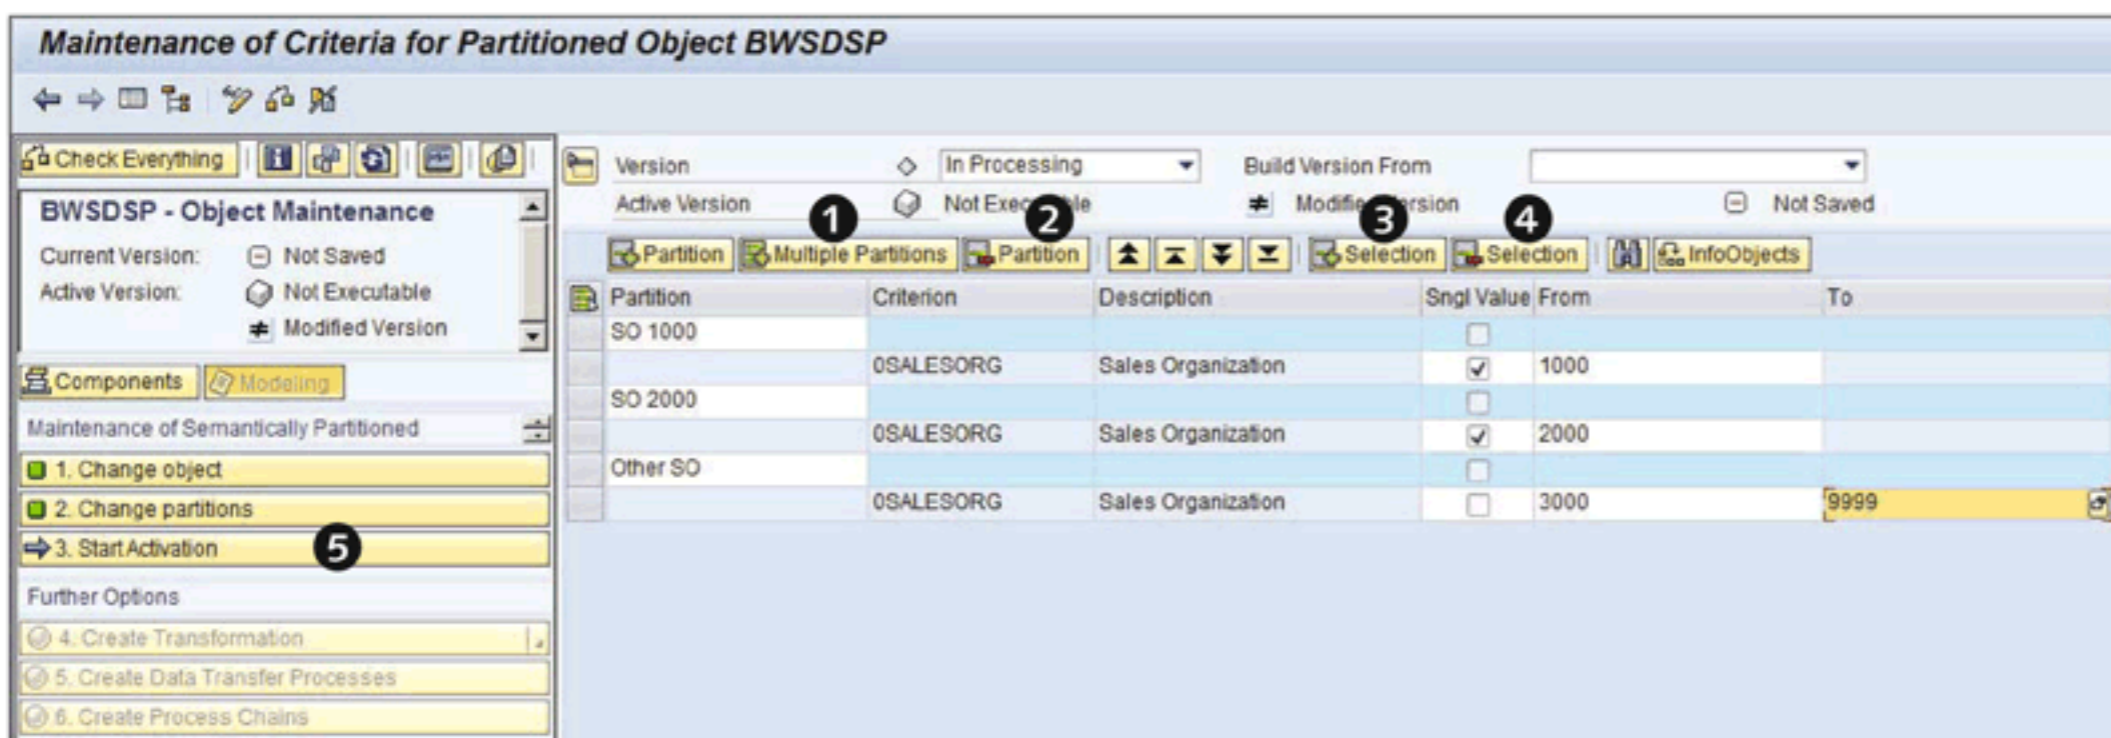 Maintenance of Criteria for Partitioned Object BWSDSP
Check Everything
BWSDSP - Object Maintenance
Current Version: Not Saved
Active Version: Not Executable
Modified Version
Components Modeling
Maintenance of Semantically Partitioned
1. Change object
2. Change partitions
3. Start Activation 5
Further Options
4. Create Transformation
5. Create Data Transfer Processes
6. Create Process Chains
Version In Processing Build Version From
Active Version Not Executable Modified Version Not Saved
1 2 3 4
Partition Multiple Partitions Partition Selection Selection InfoObjects
Partition Criterion Description Sngl Value From To
SO 1000
0SALESORG Sales Organization 1000
SO 2000
0SALESORG Sales Organization 2000
Other SO
0SALESORG Sales Organization 3000 9999